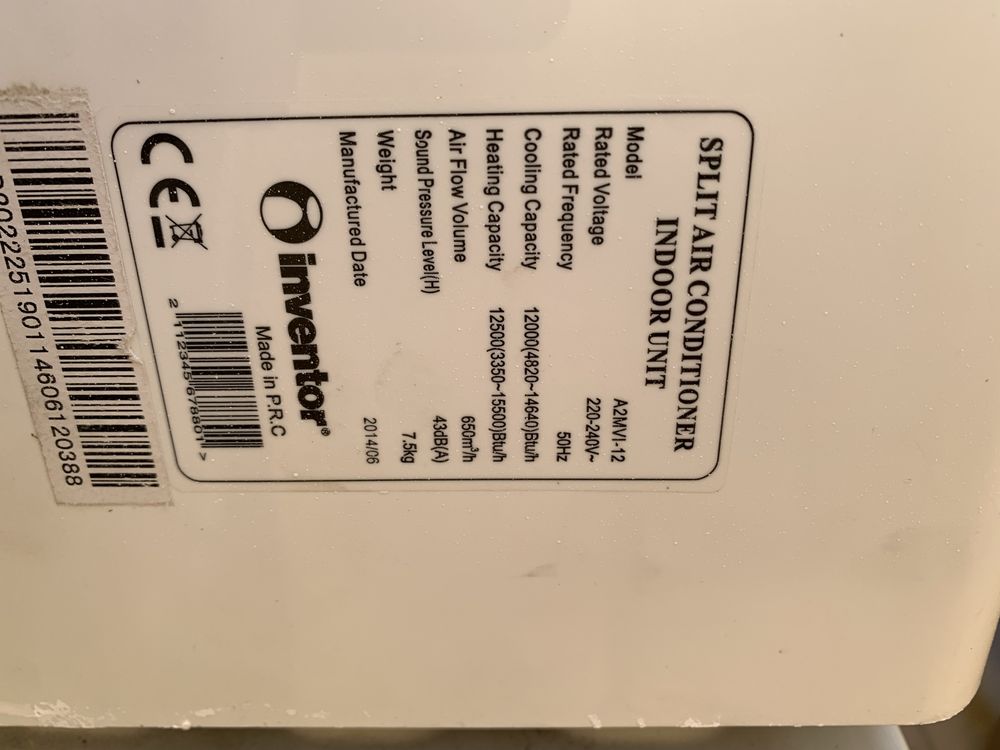 SPLIT AIR CONDITIONER
INDOOR UNIT
Model A2MVI-12
Rated Voltage 220-240V~
Rated Frequency 50Hz
Cooling Capacity 12000(4820~14640)Btu/h
Heating Capacity 12500(3350~15500)Btu/h
Air Flow Volume 650m³/h
Sound Pressure Level(H) 43dB(A)
Weight 7.5kg
Manufactured Date 2014/06
inventor®
Made in P.R.C
CE
2 112345 678801 >
202225190114606120388